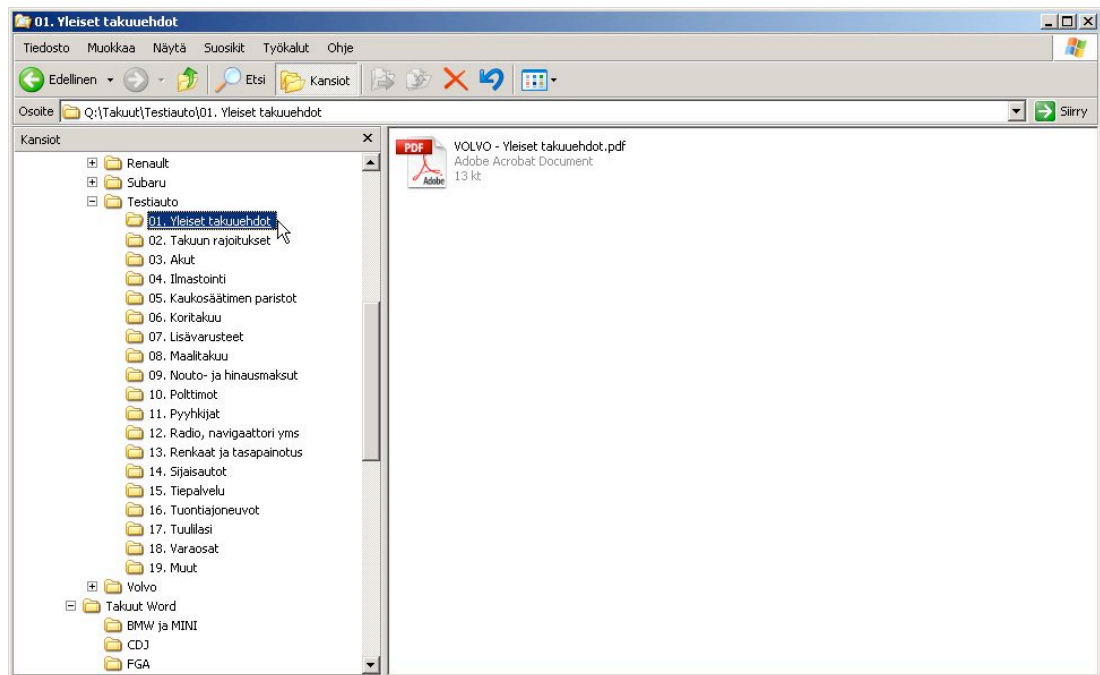 01. Yleiset takuuehdot
Tiedosto Muokkaa Näytä Suosikit Työkalut Ohje
Edellinen Etsi Kansiot
Osoite Q:\Takuut\Testiauto\01. Yleiset takuuehdot Siirry
Kansiot
Renault
Subaru
Testiauto
01. Yleiset takuuehdot
02. Takuun rajoitukset
03. Akut
04. Ilmastointi
05. Kaukosäätimen paristot
06. Koritakuu
07. Lisävarusteet
08. Maalitakuu
09. Nouto- ja hinausmaksut
10. Polttimot
11. Pyyhkijat
12. Radio, navigaattori yms
13. Renkaat ja tasapainotus
14. Sijaisautot
15. Tiepalvelu
16. Tuontiajoneuvot
17. Tuulilasi
18. Varaosat
19. Muut
Volvo
Takuut Word
BMW ja MINI
CDJ
FGA
PDF
Adobe
VOLVO - Yleiset takuuehdot.pdf
Adobe Acrobat Document
13 kt